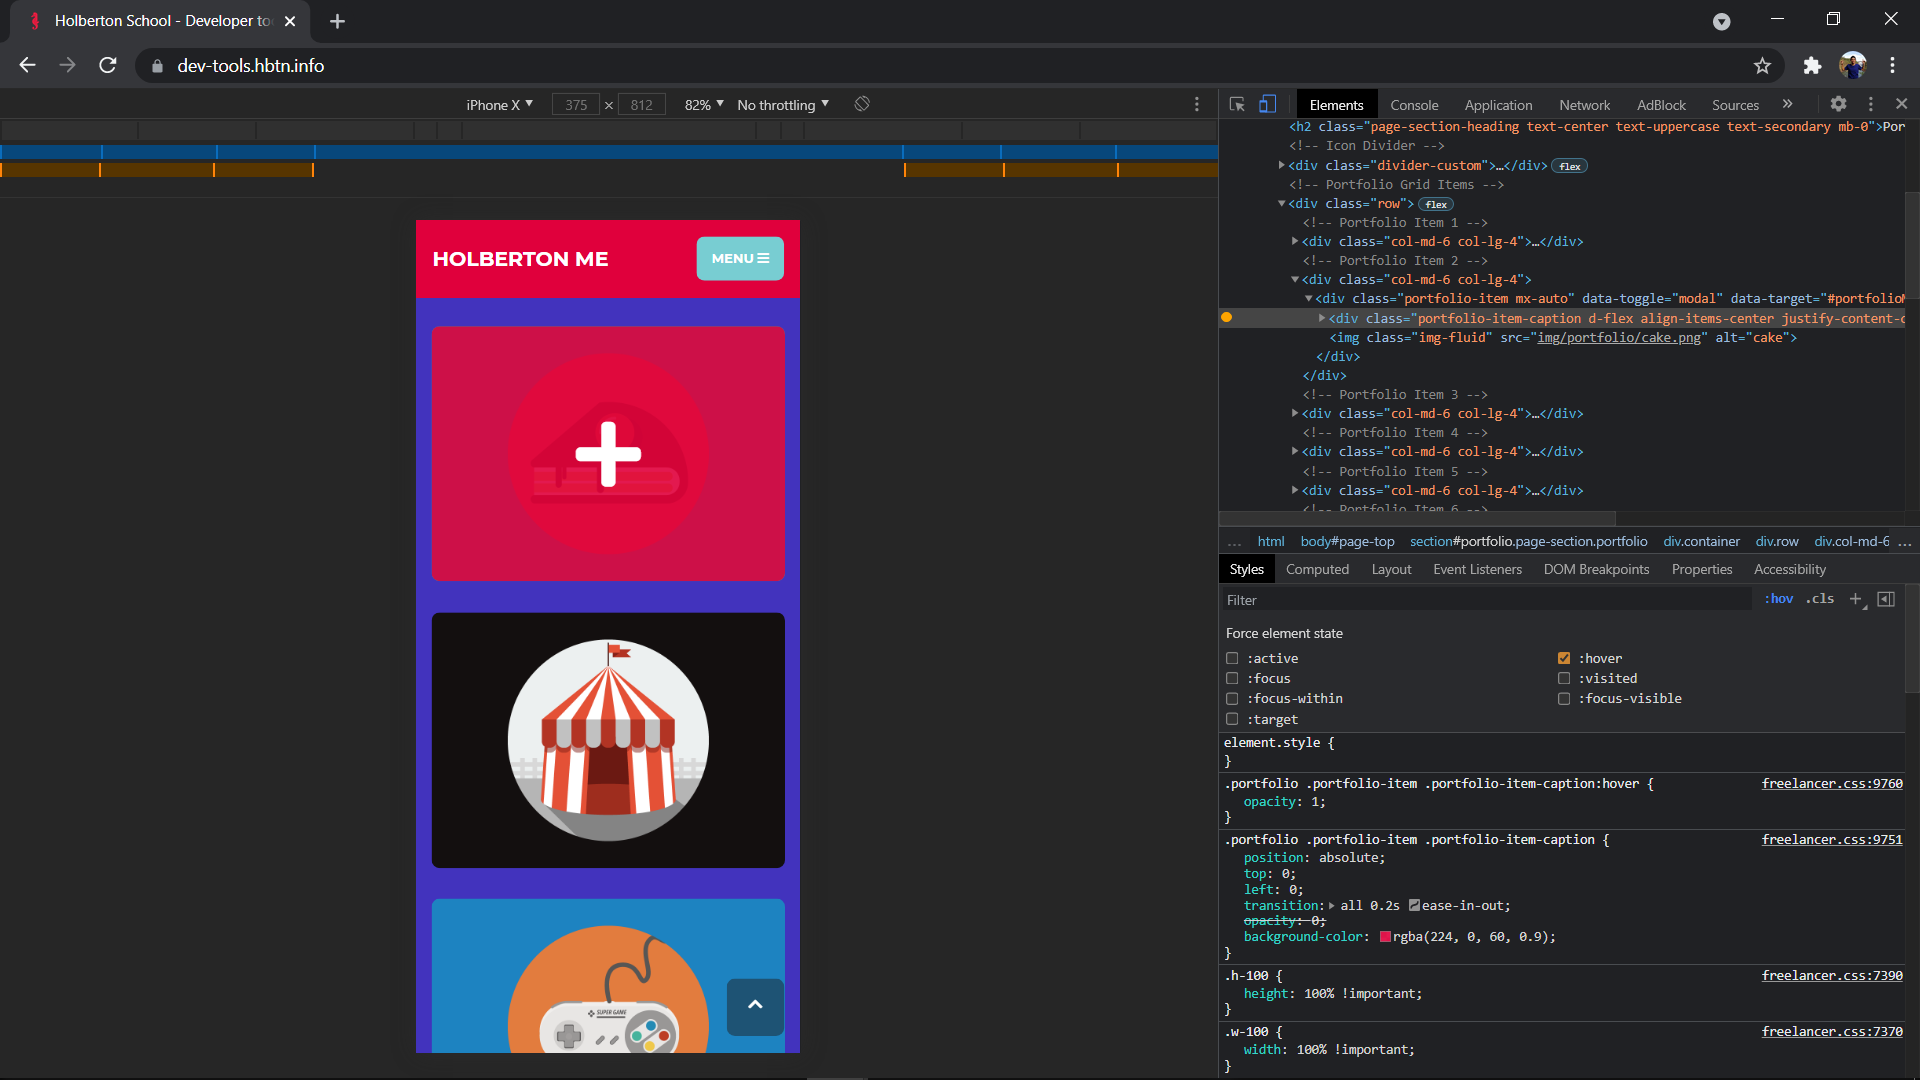 Holberton School - Developer to
dev-tools.hbtn.info
iPhone X ▼ 375 × 812 82% ▼ No throttling ▼
Elements Console Application Network AdBlock Sources »
HOLBERTON ME
MENU
SUPER GAME
<h2 class="page-section-heading text-center text-uppercase text-secondary mb-0">Por
<!-- Icon Divider -->
<div class="divider-custom">…</div> flex
<!-- Portfolio Grid Items -->
<div class="row"> flex
<!-- Portfolio Item 1 -->
<div class="col-md-6 col-lg-4">…</div>
<!-- Portfolio Item 2 -->
<div class="col-md-6 col-lg-4">
<div class="portfolio-item mx-auto" data-toggle="modal" data-target="#portfolioM
<div class="portfolio-item-caption d-flex align-items-center justify-content-c
<img class="img-fluid" src="img/portfolio/cake.png" alt="cake">
</div>
</div>
<!-- Portfolio Item 3 -->
<div class="col-md-6 col-lg-4">…</div>
<!-- Portfolio Item 4 -->
<div class="col-md-6 col-lg-4">…</div>
<!-- Portfolio Item 5 -->
<div class="col-md-6 col-lg-4">…</div>
<!-- Portfolio Item 6 -->
… html body#page-top section#portfolio.page-section.portfolio div.container div.row div.col-md-6 …
Styles Computed Layout Event Listeners DOM Breakpoints Properties Accessibility
Filter :hov .cls +
Force element state
:active :hover
:focus :visited
:focus-within :focus-visible
:target
element.style {
}
.portfolio .portfolio-item .portfolio-item-caption:hover { freelancer.css:9760
opacity: 1;
}
.portfolio .portfolio-item .portfolio-item-caption { freelancer.css:9751
position: absolute;
top: 0;
left: 0;
transition: all 0.2s ease-in-out;
opacity: 0;
background-color: rgba(224, 0, 60, 0.9);
}
.h-100 { freelancer.css:7390
height: 100% !important;
}
.w-100 { freelancer.css:7370
width: 100% !important;
}